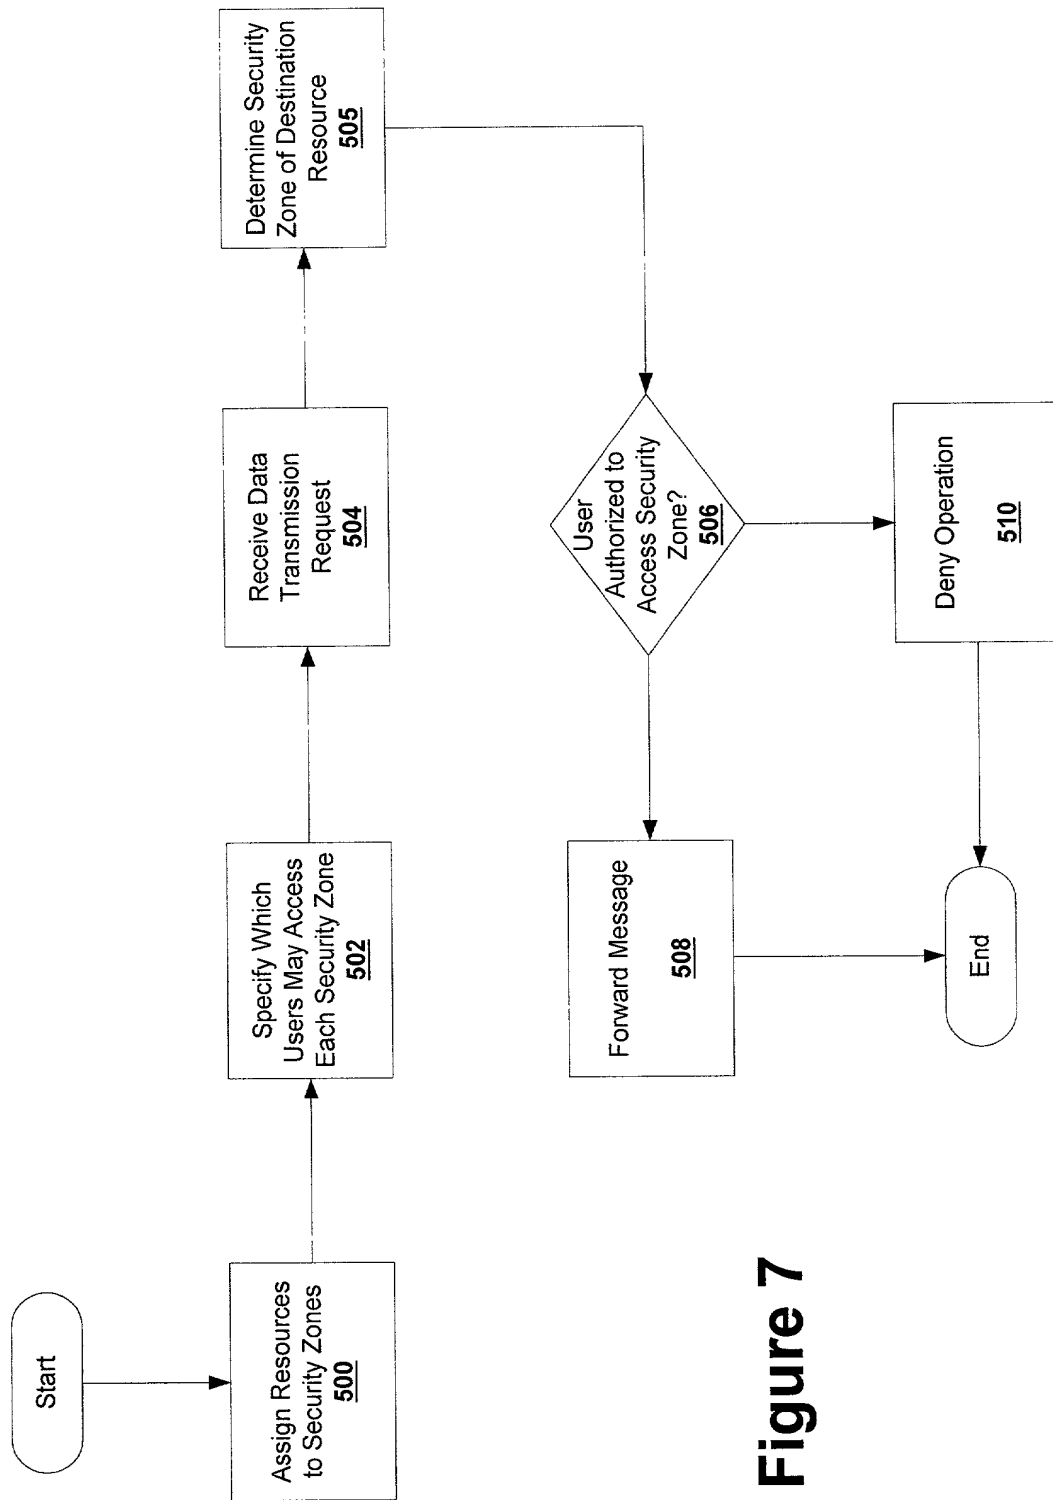 Start
Assign Resources
to Security Zones
500
Specify Which
Users May Access
Each Security Zone
502
Receive Data
Transmission
Request
504
Determine Security
Zone of Destination
Resource
505
User
Authorized to
Access Security
Zone?
506
Forward Message
508
Deny Operation
510
End
Figure 7